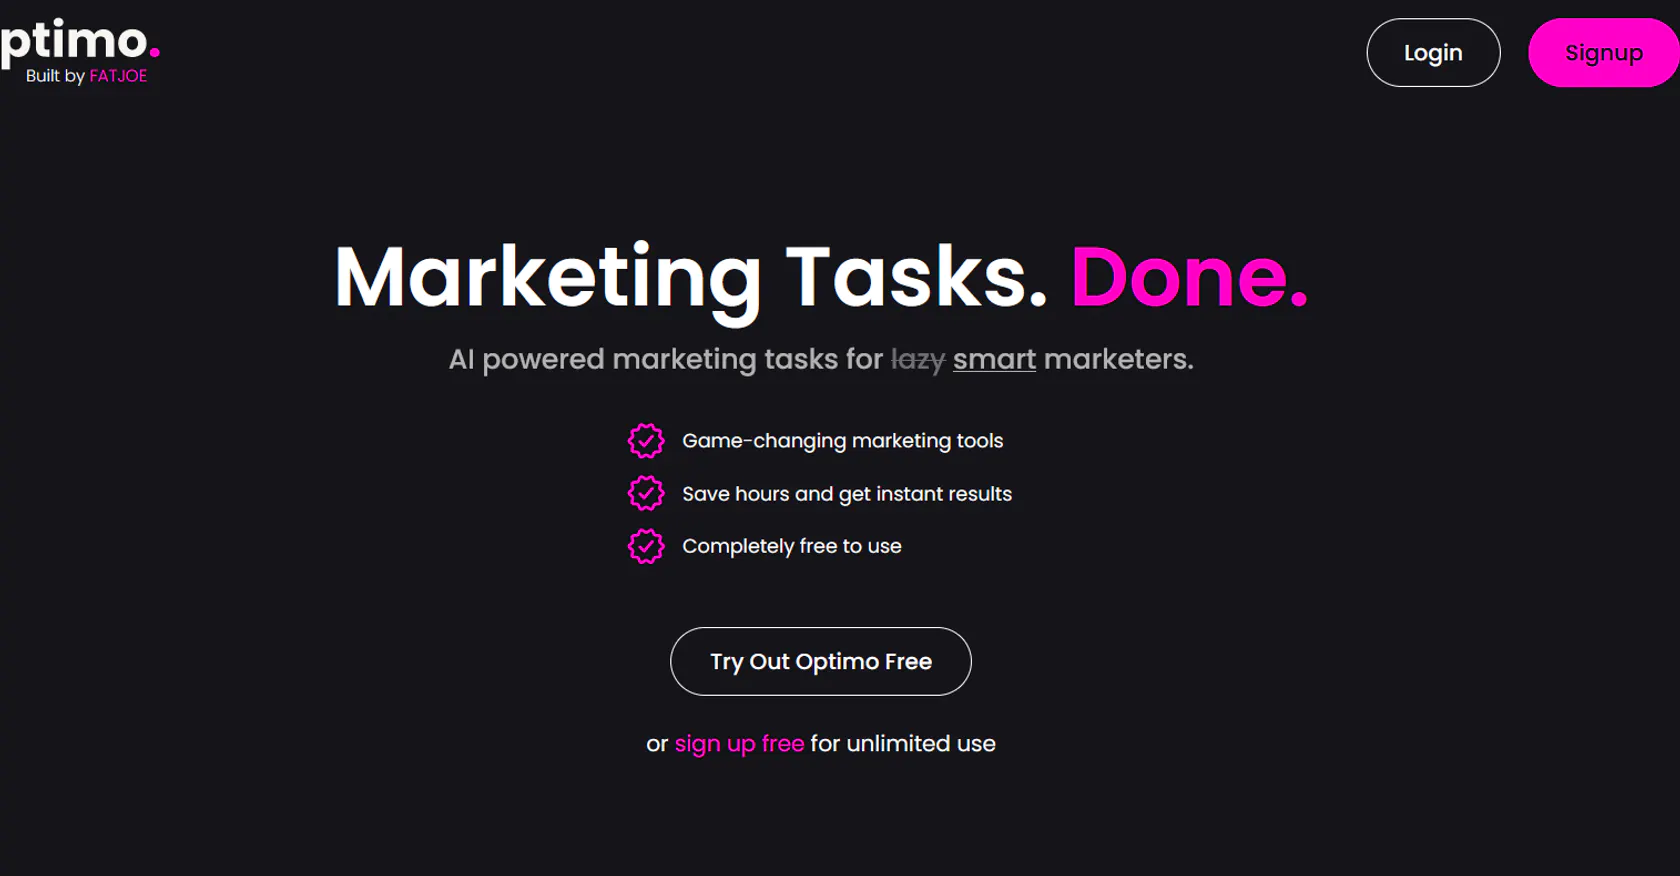 ptimo.
Built by FATJOE
Login
Signup
Marketing Tasks. Done.
AI powered marketing tasks for lazy smart marketers.
Game-changing marketing tools
Save hours and get instant results
Completely free to use
Try Out Optimo Free
or sign up free for unlimited use